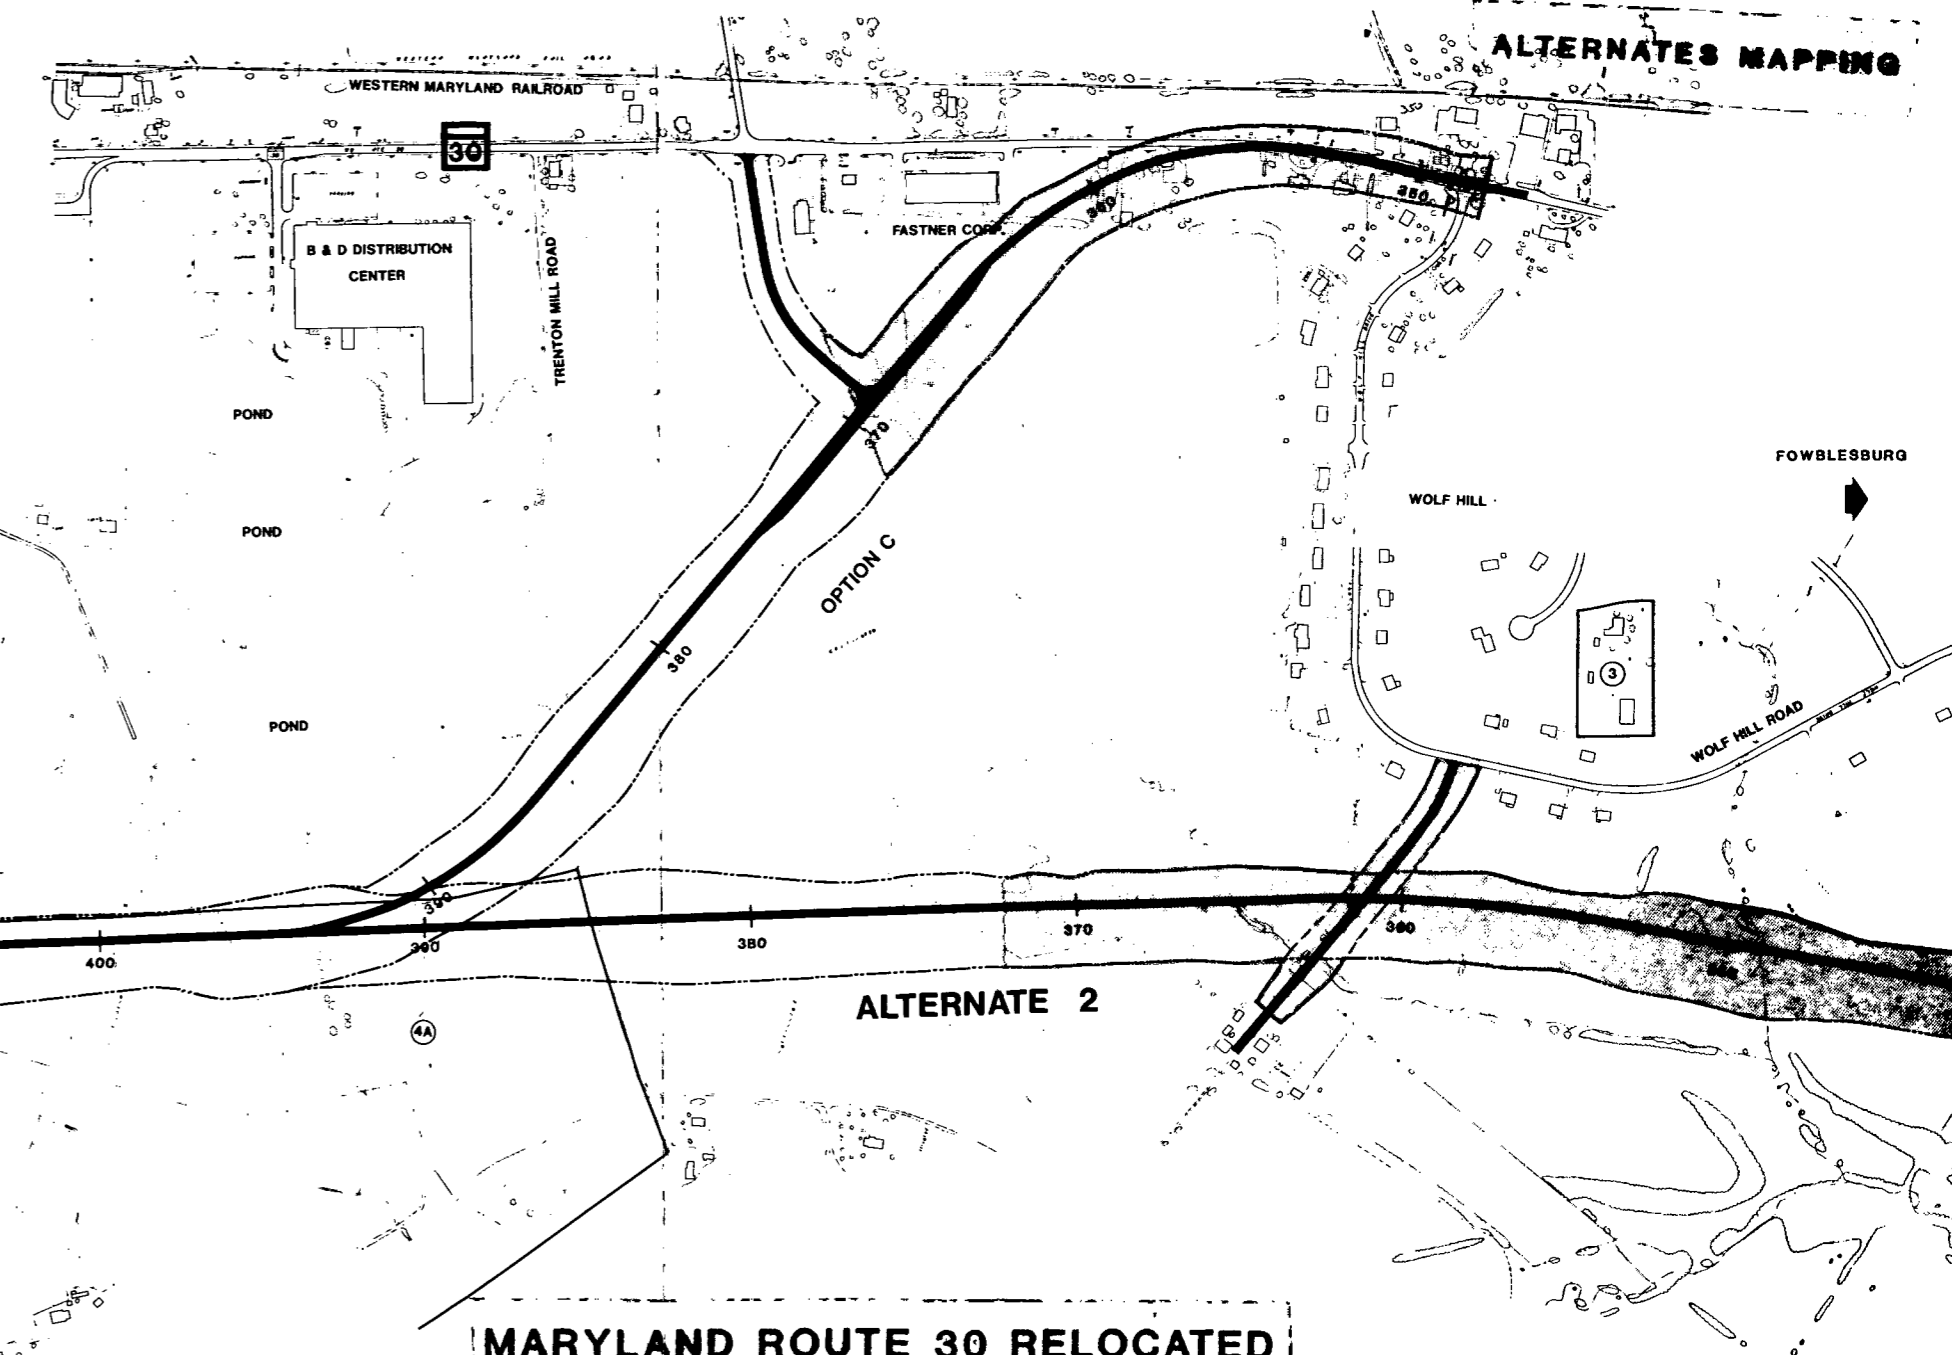 ALTERNATES MAPPING
WESTERN MARYLAND RAILROAD
30
350
360
350
FASTNER CORP.
B & D DISTRIBUTION
CENTER
TRENTON MILL ROAD
POND
370
FOWBLESBURG
WOLF HILL
POND
OPTION C
380
3
POND
WOLF HILL ROAD
390
400
390
380
370
360
ALTERNATE 2
4A
MARYLAND ROUTE 30 RELOCATED